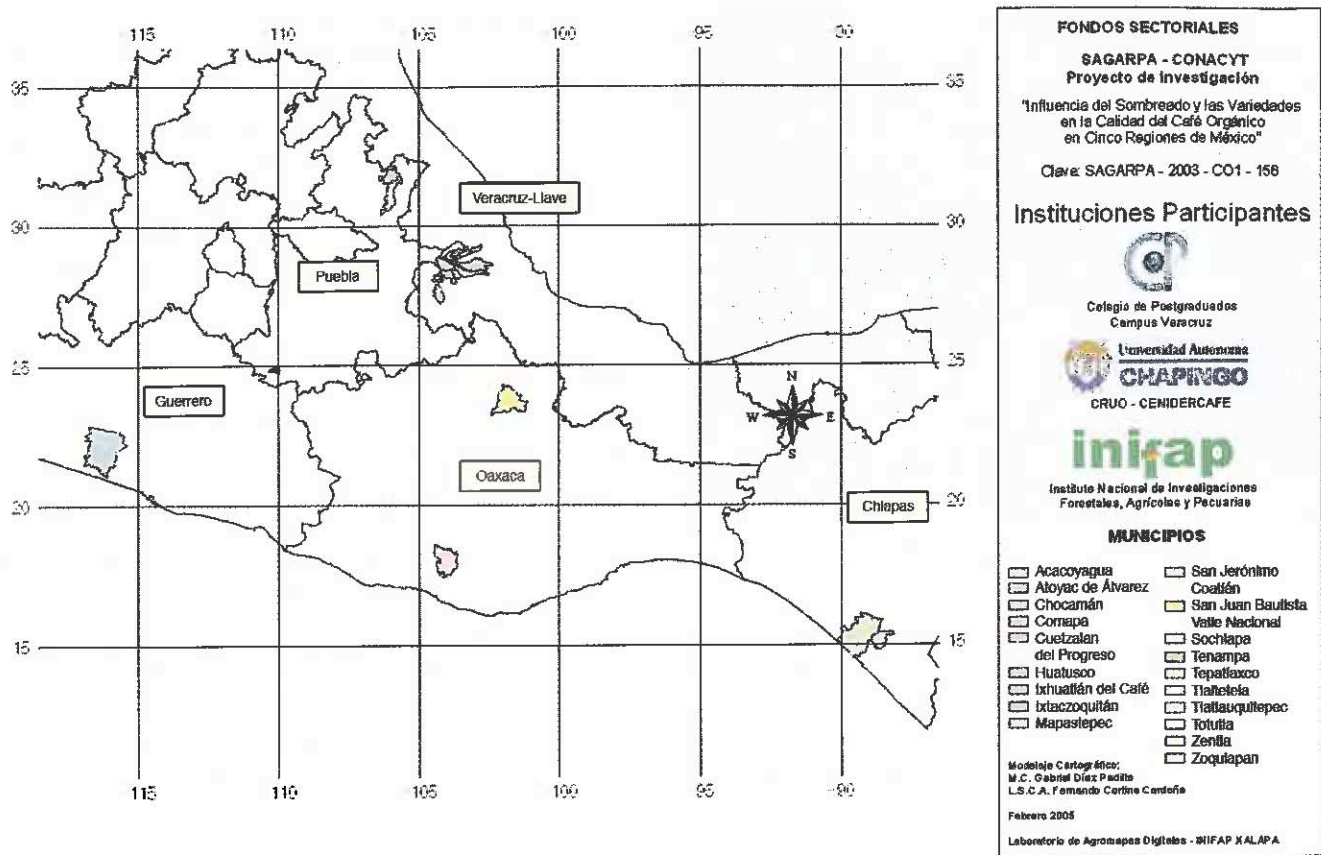 115 110 105 100 95 -90
35 35
30 30
25 25
20 20
15 15
115 110 105 100 95 -90
Veracruz-Llave
Puebla
Guerrero
Oaxaca
Chiapas
N
W E
S
FONDOS SECTORIALES
SAGARPA - CONACYT
Proyecto de Investigación
"Influencia del Sombreado y las Variedades
en la Calidad del Café Orgánico
en Cinco Regiones de México"
Clave: SAGARPA - 2003 - CO1 - 156
Instituciones Participantes
Colegio de Postgraduados
Campus Veracruz
Universidad Autonoma
CHAPINGO
CRUO - CENIDERCAFE
inifap
Instituto Nacional de Investigaciones
Forestales, Agrícolas y Pecuarias
MUNICIPIOS
Acacoyagua
Atoyac de Álvarez
Chocamán
Comapa
Cuetzalan
del Progreso
Huatusco
Ixhuatlán del Café
Ixtaczoquitlán
Mapastepec
San Jerónimo
Coatlán
San Juan Bautista
Valle Nacional
Sochiapa
Tenampa
Tepatlaxco
Tlaltetela
Tlatlauquitepec
Totutla
Zentla
Zoquiapan
Modelaje Cartográfico:
M.C. Gabriel Díaz Padilla
L.S.C.A. Fernando Cortina Cardeña
Febrero 2005
Laboratorio de Agromapas Digitales - INIFAP XALAPA